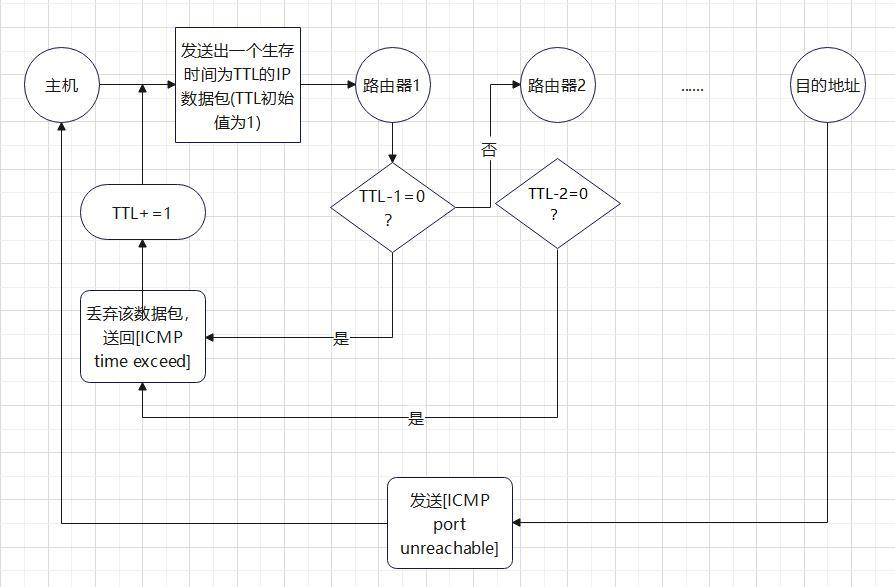 主机
发送出一个生存
时间为TTL的IP
数据包(TTL初始
值为1)
路由器1
路由器2
......
目的地址
否
TTL-1=0
?
TTL-2=0
?
TTL+=1
丢弃该数据包，
送回[ICMP
time exceed]
是
是
发送[ICMP
port
unreachable]